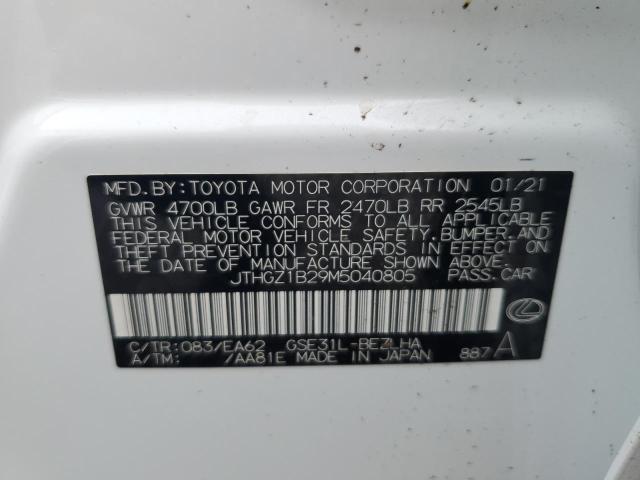 MFD.BY:TOYOTA MOTOR CORPORATION 01/21
GVWR 4700LB GAWR FR 2470LB RR 2545LB
THIS VEHICLE CONFORMS TO ALL APPLICABLE
FEDERAL MOTOR VEHICLE SAFETY,BUMPER,AND
THEFT PREVENTION STANDARDS IN EFFECT ON
THE DATE OF MANUFACTURE SHOWN ABOVE.
JTHGZ1B29M5040805 PASS.CAR
C/TR:083/EA62 GSE31L-BEZLHA
A/TM: /AA81E MADE IN JAPAN 887 A